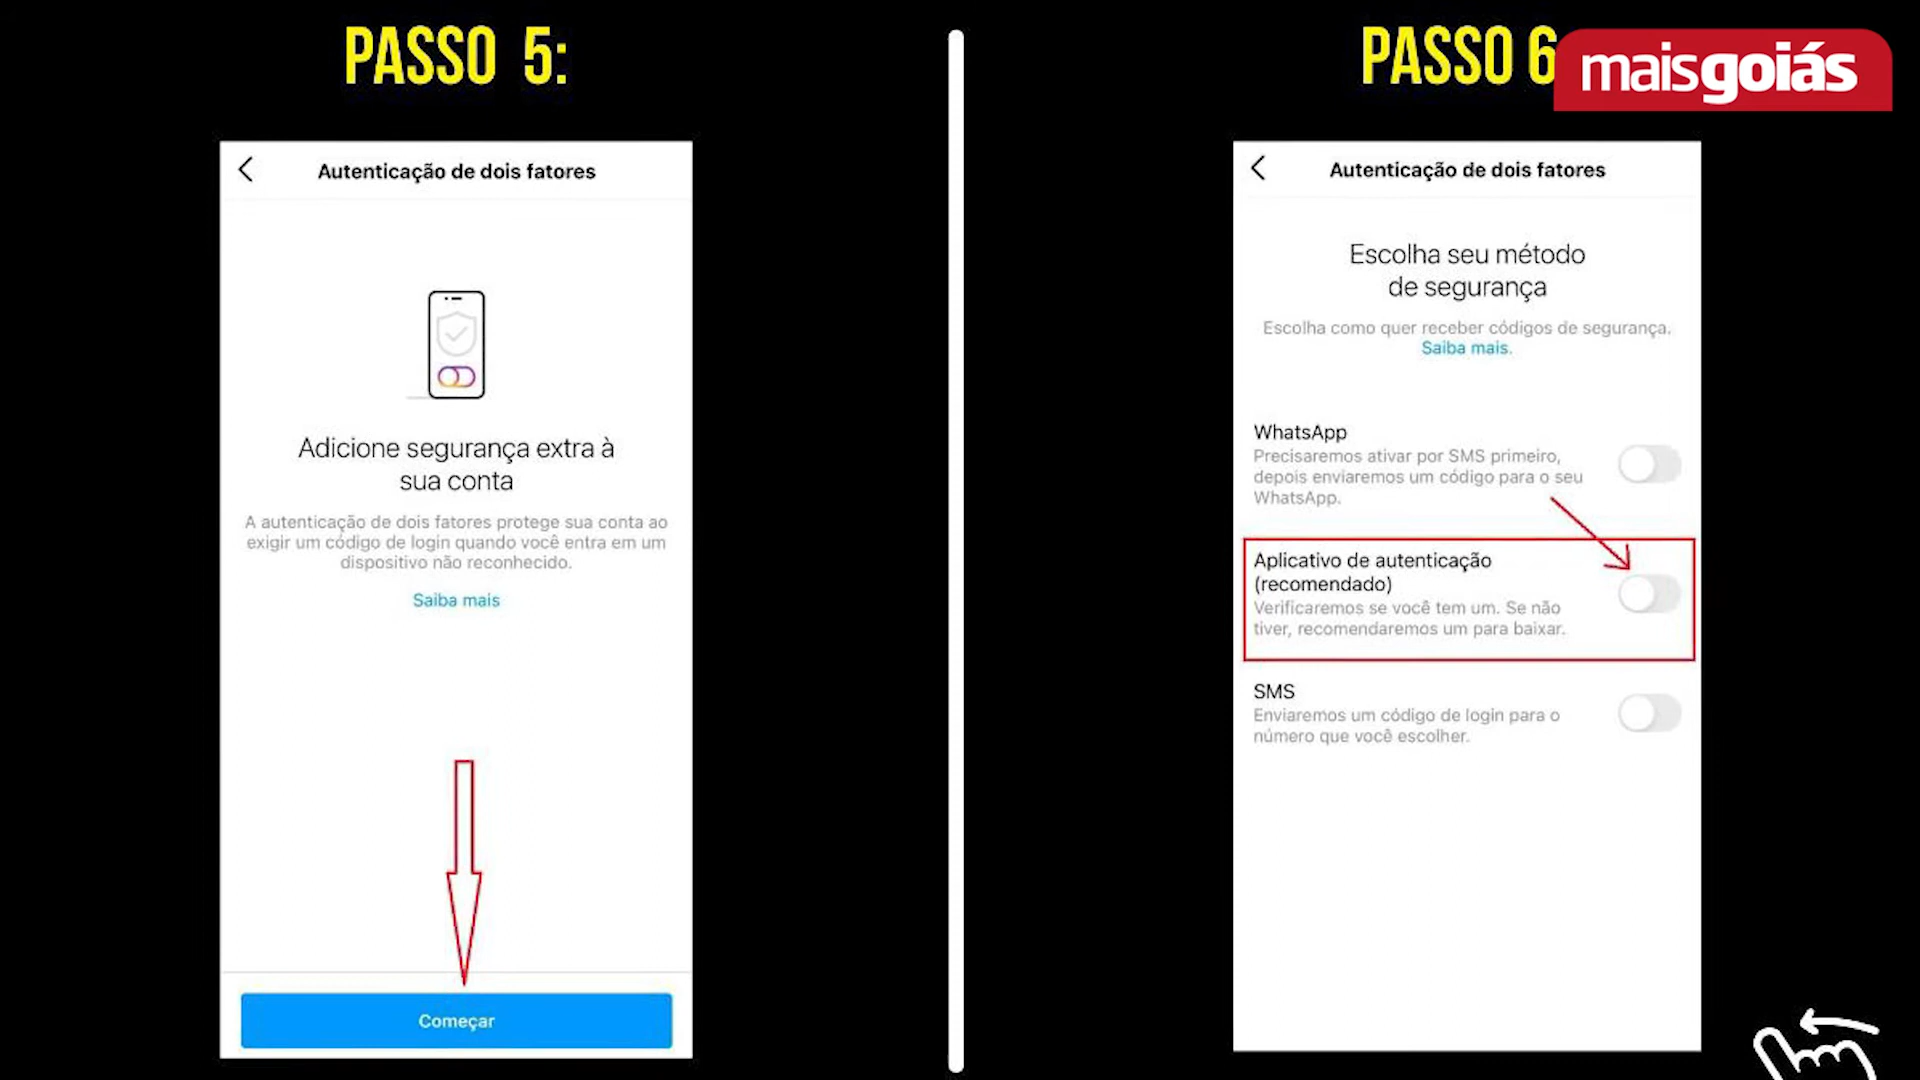 PASSO 5:
Autenticação de dois fatores
Adicione segurança extra à
sua conta
A autenticação de dois fatores protege sua conta ao
exigir um código de login quando você entra em um
dispositivo não reconhecido.
Saiba mais
Começar
PASSO 6
maisgoiás
Autenticação de dois fatores
Escolha seu método
de segurança
Escolha como quer receber códigos de segurança.
Saiba mais.
WhatsApp
Precisaremos ativar por SMS primeiro,
depois enviaremos um código para o seu
WhatsApp.
Aplicativo de autenticação
(recomendado)
Verificaremos se você tem um. Se não
tiver, recomendaremos um para baixar.
SMS
Enviaremos um código de login para o
número que você escolher.